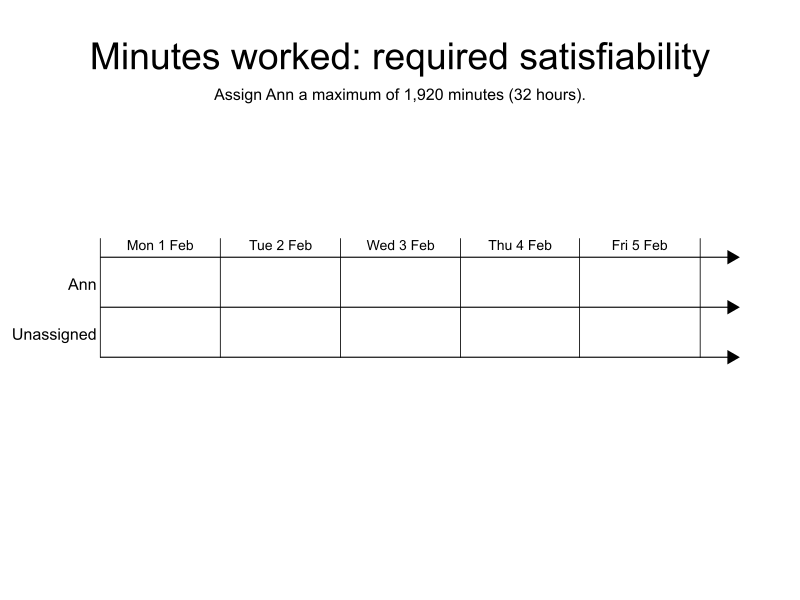 Minutes worked: required satisfiability
Assign Ann a maximum of 1,920 minutes (32 hours).
Mon 1 Feb Tue 2 Feb Wed 3 Feb Thu 4 Feb Fri 5 Feb
Ann
Unassigned